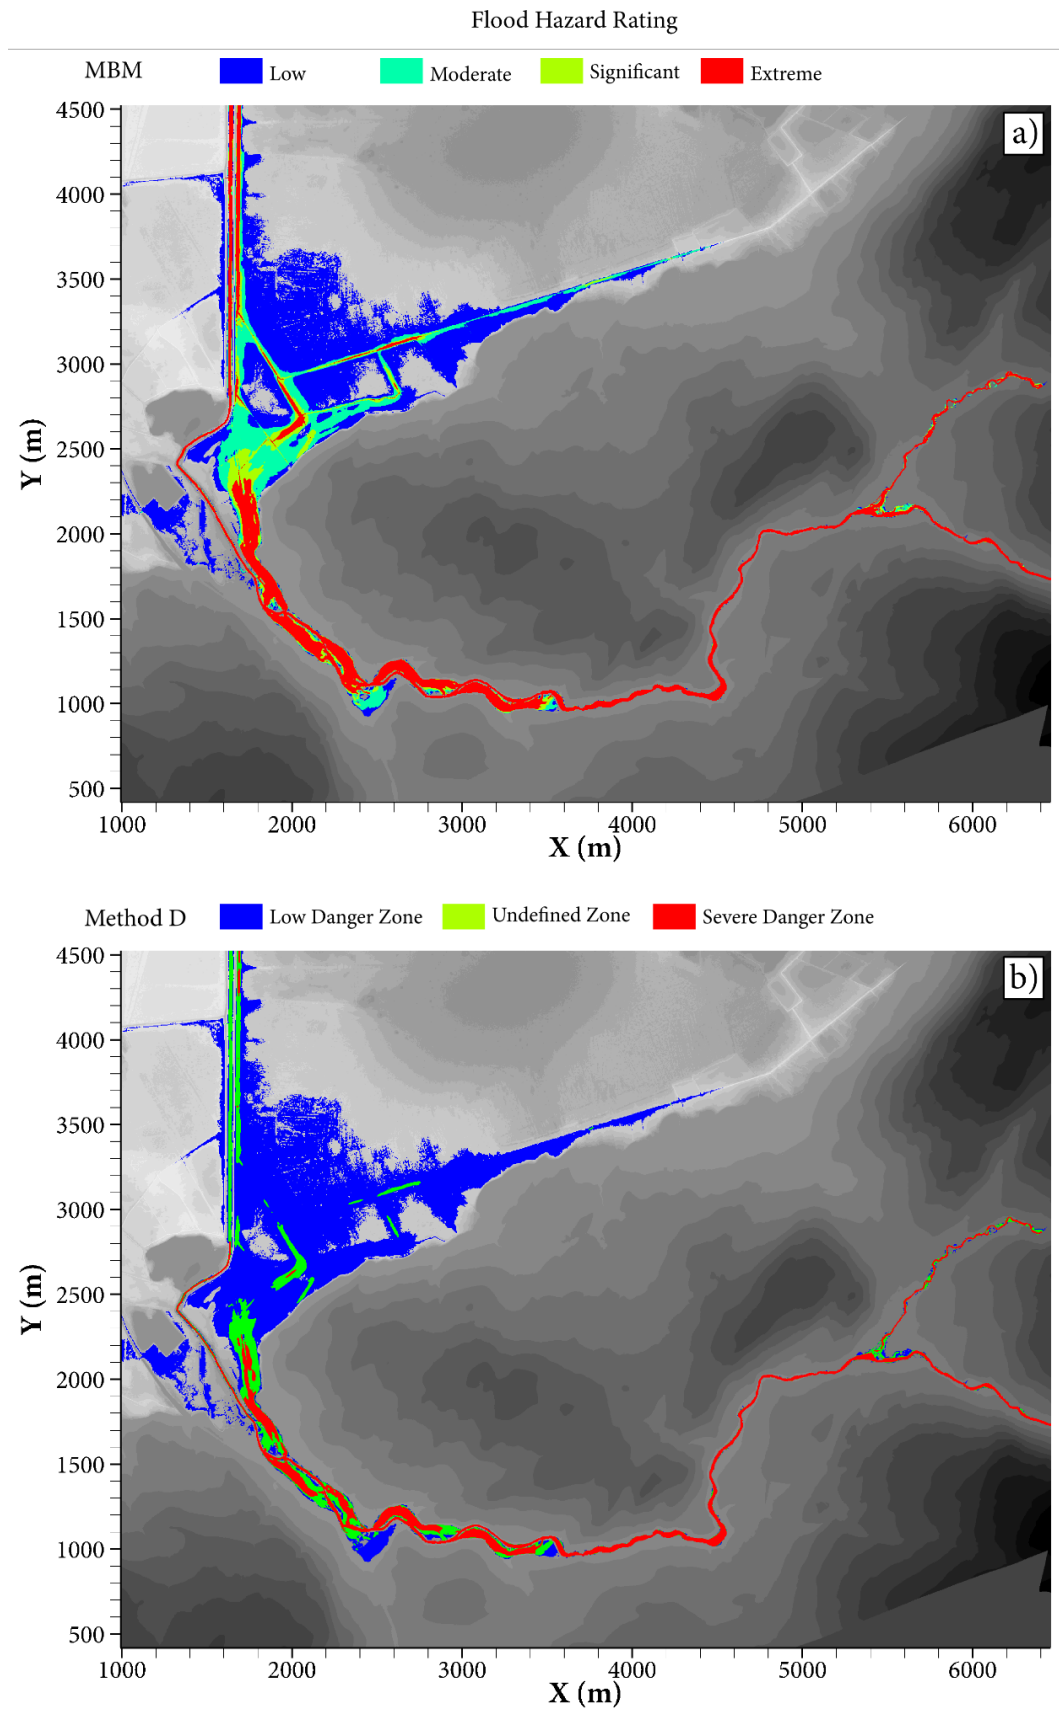 Flood Hazard Rating
MBM Low Moderate Significant Extreme
a)
4500
4000
3500
3000
2500
2000
1500
1000
500
Y (m)
1000 2000 3000 4000 5000 6000
X (m)
Method D Low Danger Zone Undefined Zone Severe Danger Zone
b)
4500
4000
3500
3000
2500
2000
1500
1000
500
Y (m)
1000 2000 3000 4000 5000 6000
X (m)